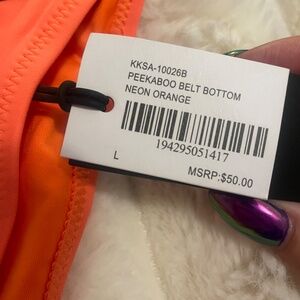 KKSA-10026B
PEEKABOO BELT BOTTOM
NEON ORANGE
194295051417
L
MSRP:$50.00